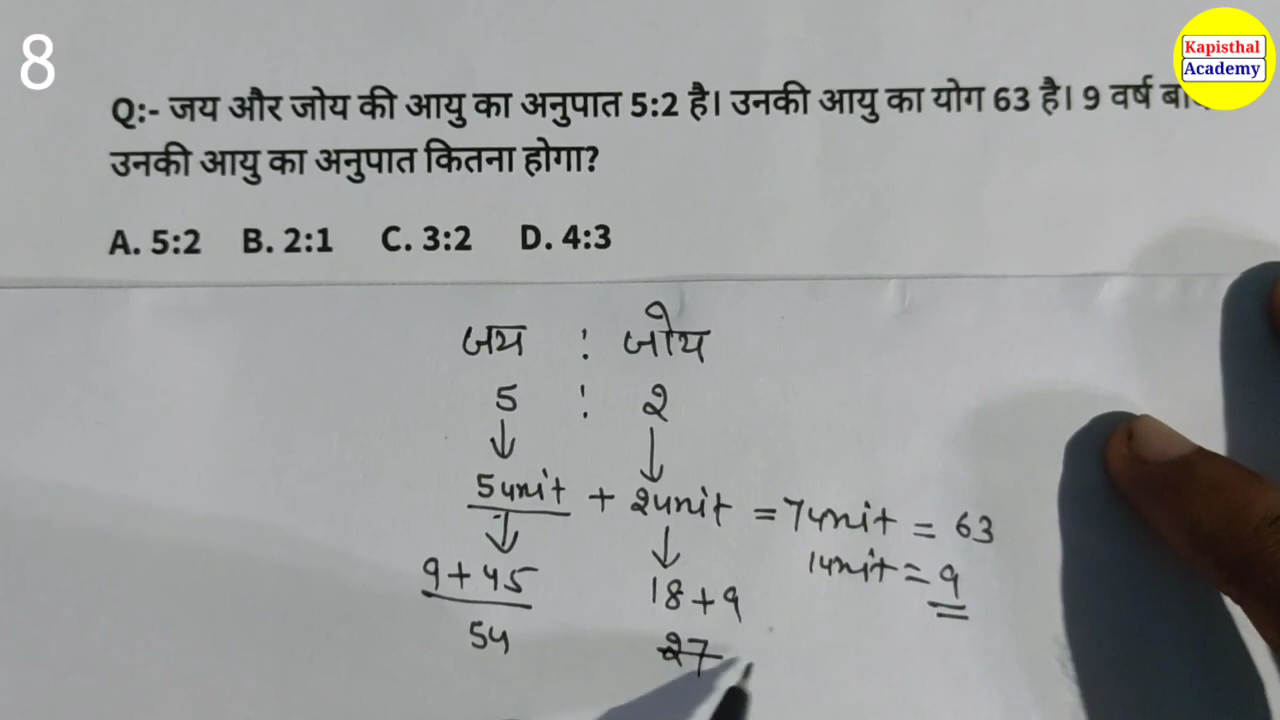 8
Kapisthal
Academy
Q:- जय और जोय की आयु का अनुपात 5:2 है। उनकी आयु का योग 63 है। 9 वर्ष
उनकी आयु का अनुपात कितना होगा?
A. 5:2 B. 2:1 C. 3:2 D. 4:3
जय : जोय
5 : 2
5unit + 2unit = 7unit = 63
1unit = 9
9+45 18+9
54 27